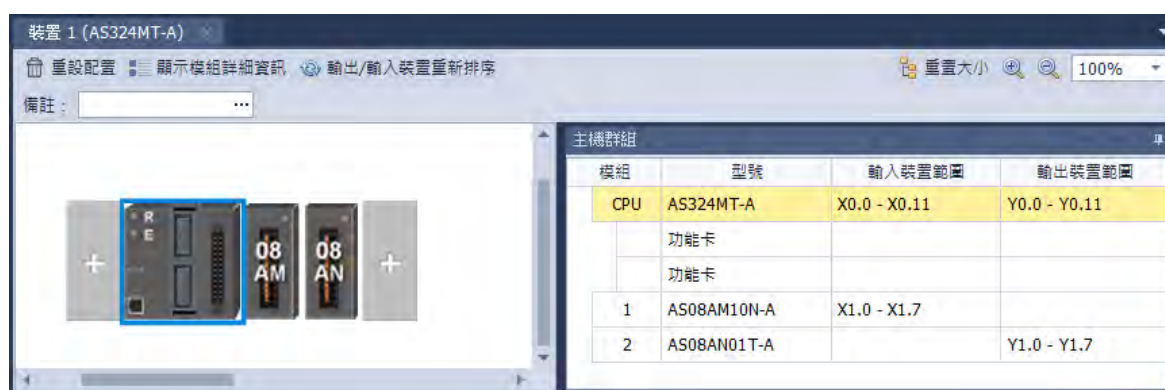 裝置 1 (AS324MT-A)
重設配置 顯示模組詳細資訊 輸出/輸入裝置重新排序 重置大小 100%
備註： ...
主機群組
模組 型號 輸入裝置範圍 輸出裝置範圍
CPU AS324MT-A X0.0 - X0.11 Y0.0 - Y0.11
功能卡
功能卡
1 AS08AM10N-A X1.0 - X1.7
2 AS08AN01T-A Y1.0 - Y1.7
R
E
08 08
AM AN